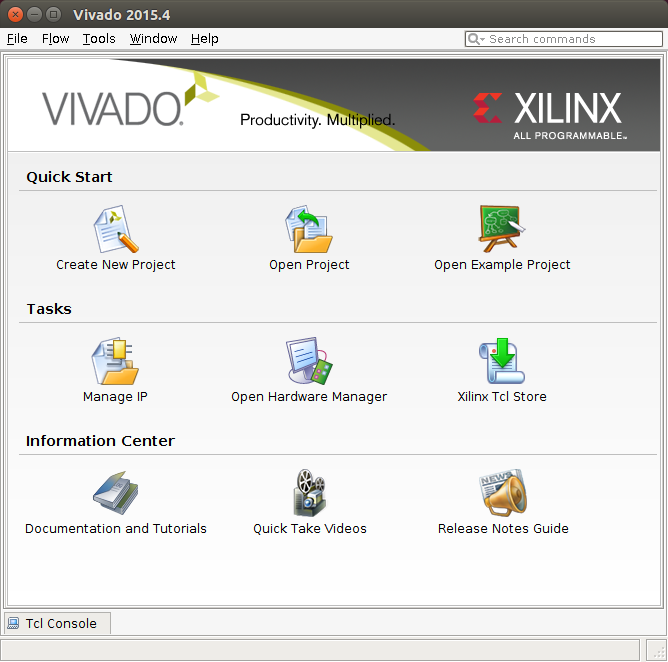 Vivado 2015.4
File Flow Tools Window Help Search commands
VIVADO. Productivity. Multiplied. XILINX
ALL PROGRAMMABLE™
Quick Start
Create New Project Open Project Open Example Project
Tasks
Manage IP Open Hardware Manager Xilinx Tcl Store
Information Center
NEWS
Documentation and Tutorials Quick Take Videos Release Notes Guide
Tcl Console